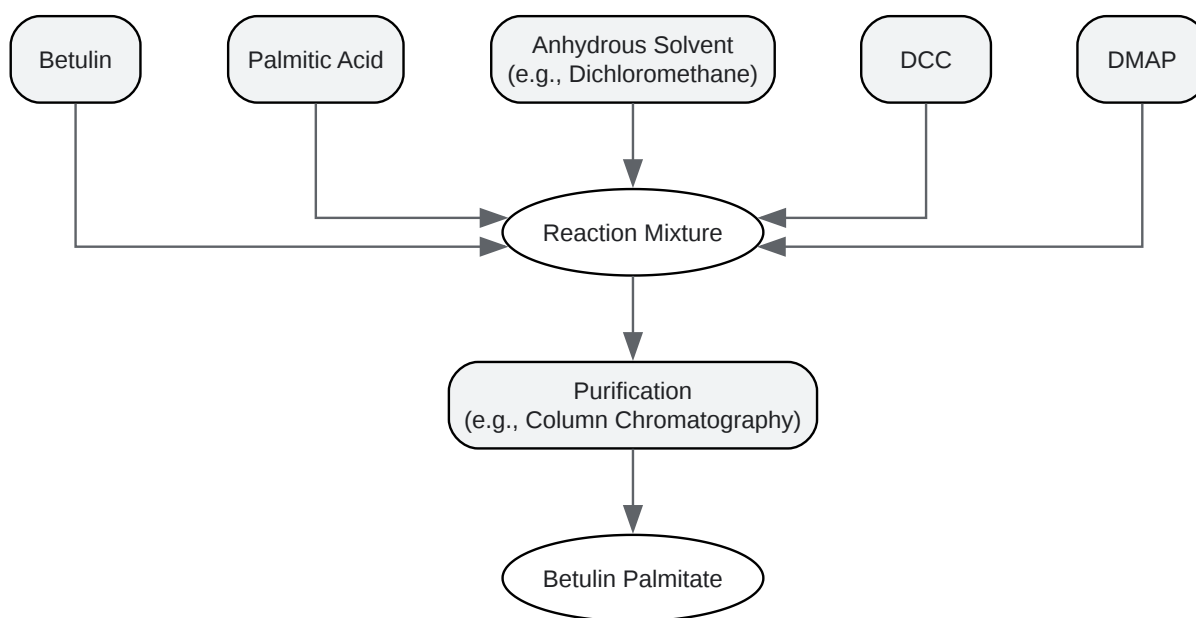 Betulin
Palmitic Acid
Anhydrous Solvent
(e.g., Dichloromethane)
DCC
DMAP
Reaction Mixture
Purification
(e.g., Column Chromatography)
Betulin Palmitate